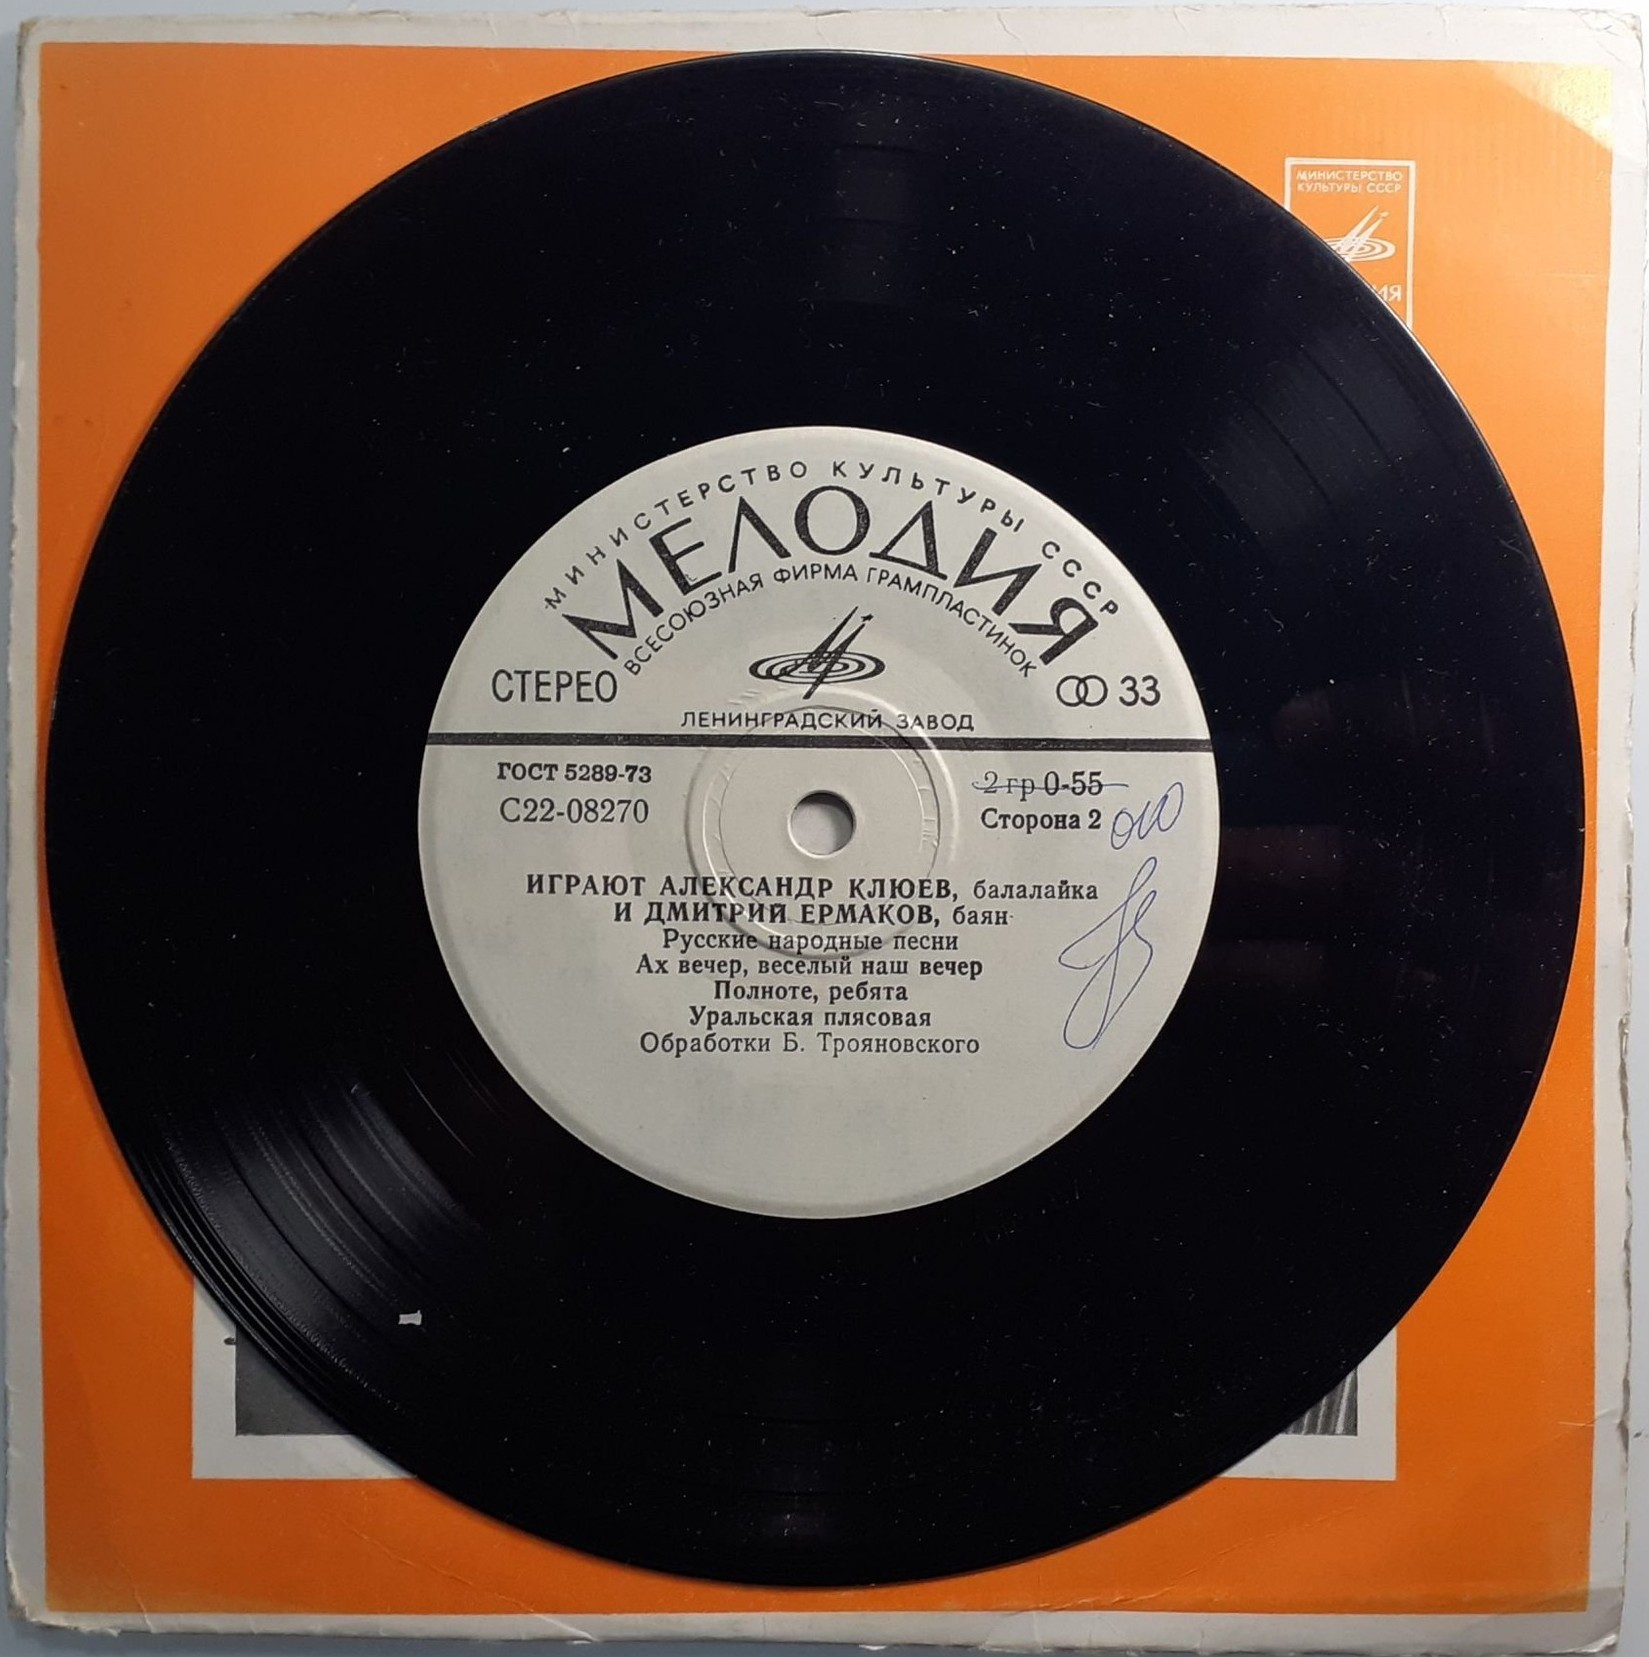 МИНИСТЕРСТВО
КУЛЬТУРЫ СССР
ИЯ
МИНИСТЕРСТВО КУЛЬТУРЫ СССР
МЕЛОДИЯ
ВСЕСОЮЗНАЯ ФИРМА ГРАМПЛАСТИНОК
СТЕРЕО
33
ЛЕНИНГРАДСКИЙ ЗАВОД
ГОСТ 5289-73
2 гр 0-55
С22-08270
Сторона 2
ИГРАЮТ АЛЕКСАНДР КЛЮЕВ, балалайка
И ДМИТРИЙ ЕРМАКОВ, баян
Русские народные песни
Ах вечер, веселый наш вечер
Полноте, ребята
Уральская плясовая
Обработки Б. Трояновского